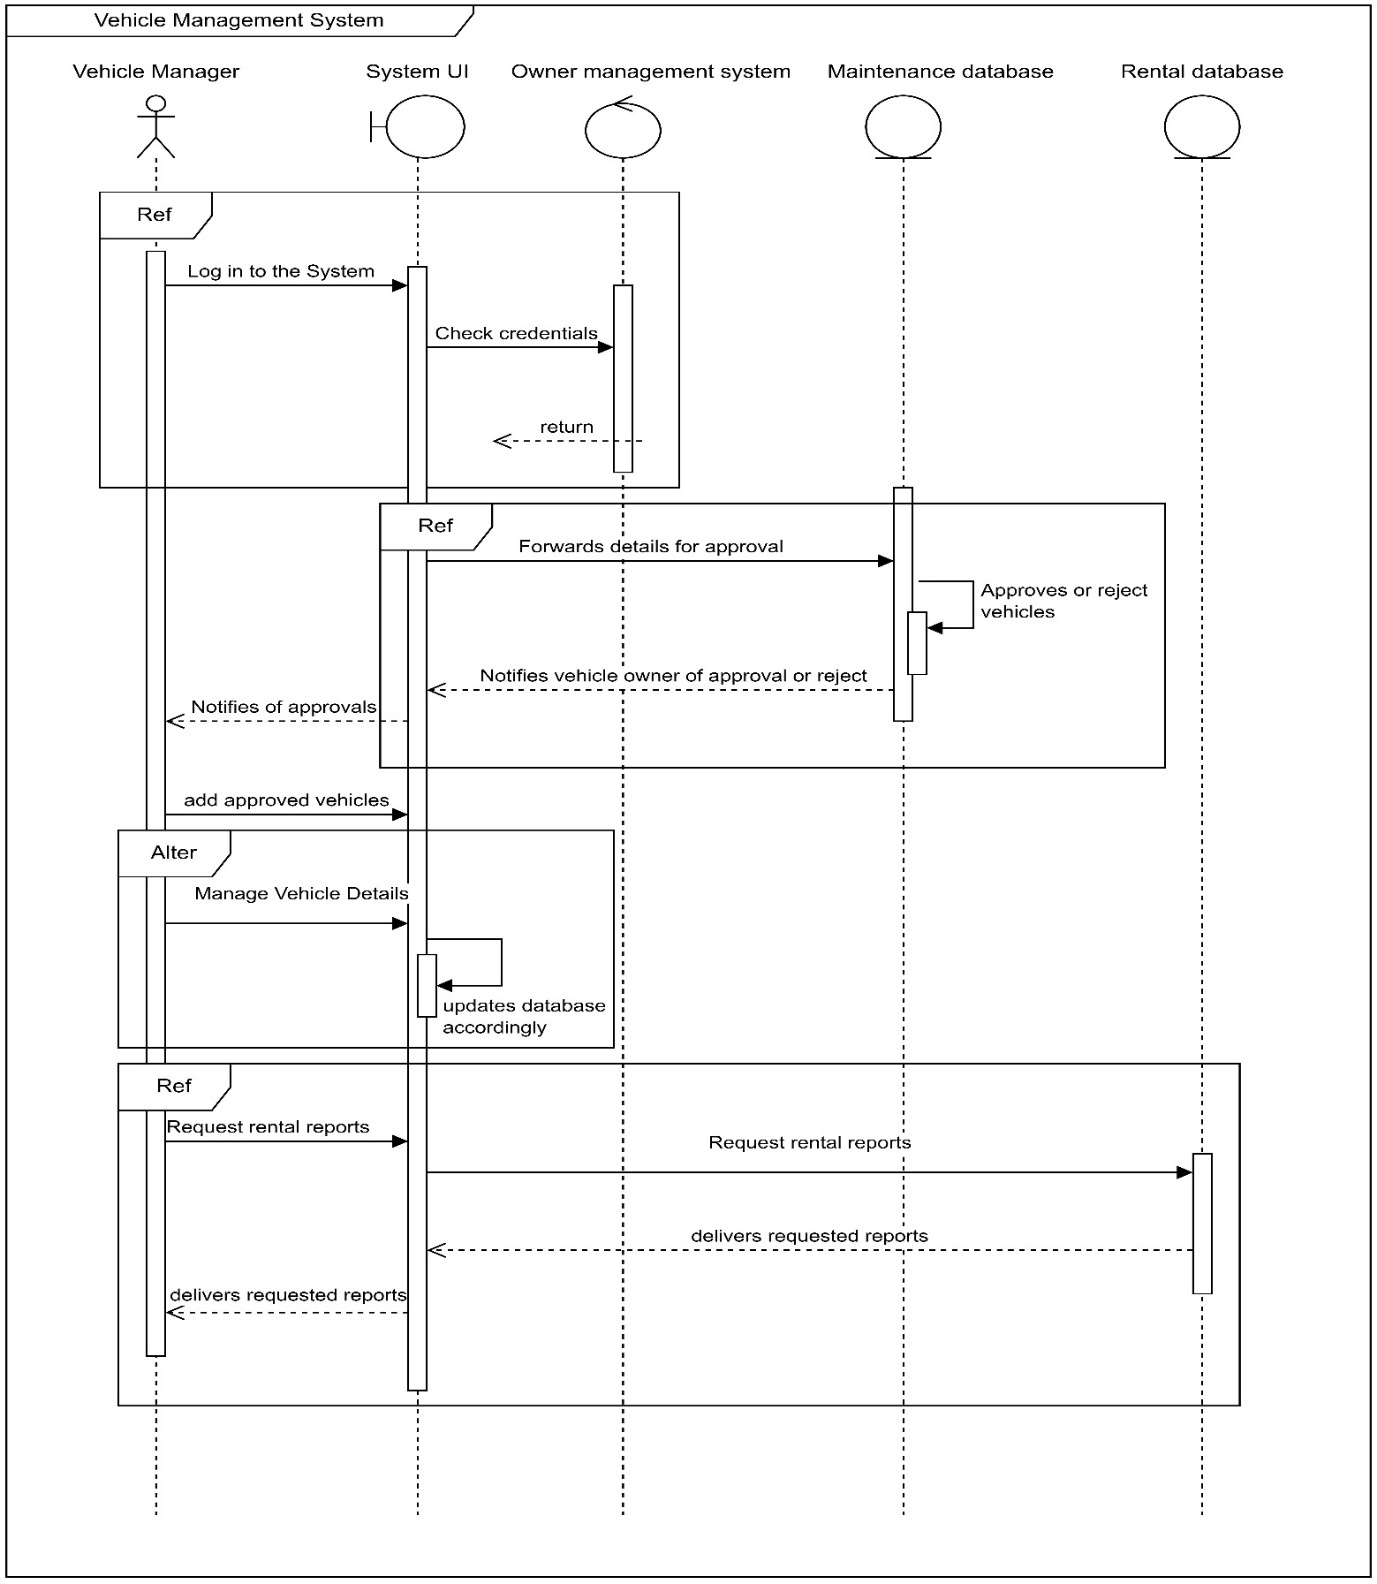 Vehicle Management System
Vehicle Manager
System UI
Owner management system
Maintenance database
Rental database
Ref
Log in to the System
Check credentials
return
Ref
Forwards details for approval
Approves or reject
vehicles
Notifies vehicle owner of approval or reject
Notifies of approvals
add approved vehicles
Alter
Manage Vehicle Details
updates database
accordingly
Ref
Request rental reports
Request rental reports
delivers requested reports
delivers requested reports